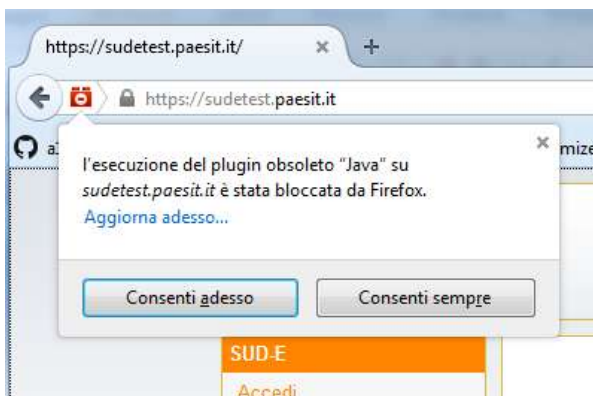 https://sudetest.paesit.it/
https://sudetest.paesit.it
l'esecuzione del plugin obsoleto "Java" su
sudetest.paesit.it è stata bloccata da Firefox.
Aggiorna adesso...
Consenti adesso
Consenti sempre
SUD-E
Accedi